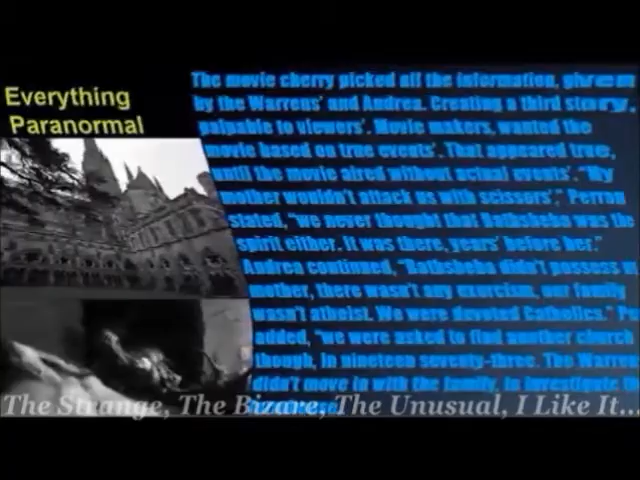 Everything
Paranormal
The movie cherry picked all the information,
by the Warrens' and Andrea. Creating a third story,
palpable to viewers'. Movie makers, wanted the
movie based on true events'. That appeared true,
until the movie aired without actual events'. "My
mother wouldn't attack us with scissors'." Perron
stated, "we never thought that Bathsheba was the
spirit either. It was there, years' before her."
Andrea continued, "Bathsheba didn't possess
mother, there wasn't any exorcism, our family
wasn't atheist. We were devoted Catholics."
added, "we were asked to find another church
though, in nineteen seventy-three. The
didn't move in with the family, to investigate
The Strange, The Bizare, The Unusual, I Like It...